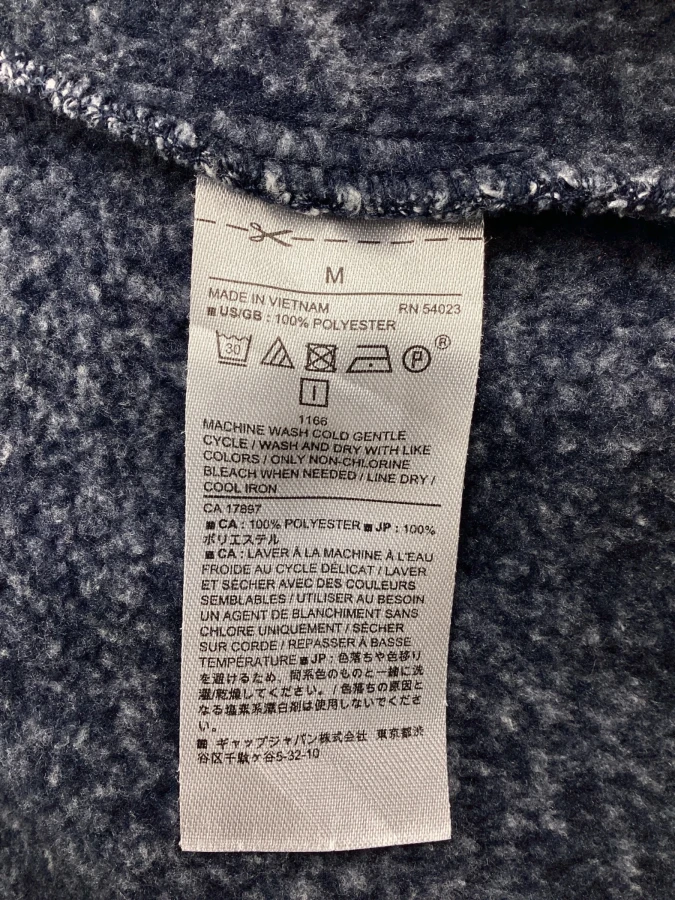 M
MADE IN VIETNAM RN 54023
■ US/GB : 100% POLYESTER
30 P ®
1166
MACHINE WASH COLD GENTLE
CYCLE / WASH AND DRY WITH LIKE
COLORS / ONLY NON-CHLORINE
BLEACH WHEN NEEDED / LINE DRY /
COOL IRON
CA 17897
■ CA : 100% POLYESTER ■ JP : 100%
ポリエステル
■ CA : LAVER À LA MACHINE À L'EAU
FROIDE AU CYCLE DÉLICAT / LAVER
ET SÉCHER AVEC DES COULEURS
SEMBLABLES / UTILISER AU BESOIN
UN AGENT DE BLANCHIMENT SANS
CHLORE UNIQUEMENT / SÉCHER
SUR CORDE / REPASSER À BASSE
TEMPÉRATURE ■ JP : 色落ちや色移り
を避けるため、同系色のものと一緒に洗
濯/乾燥してください。/ 色落ちの原因と
なる塩素系漂白剤は使用しないでくださ
い。
■ ギャップジャパン株式会社 東京都渋
谷区千駄ヶ谷5-32-10